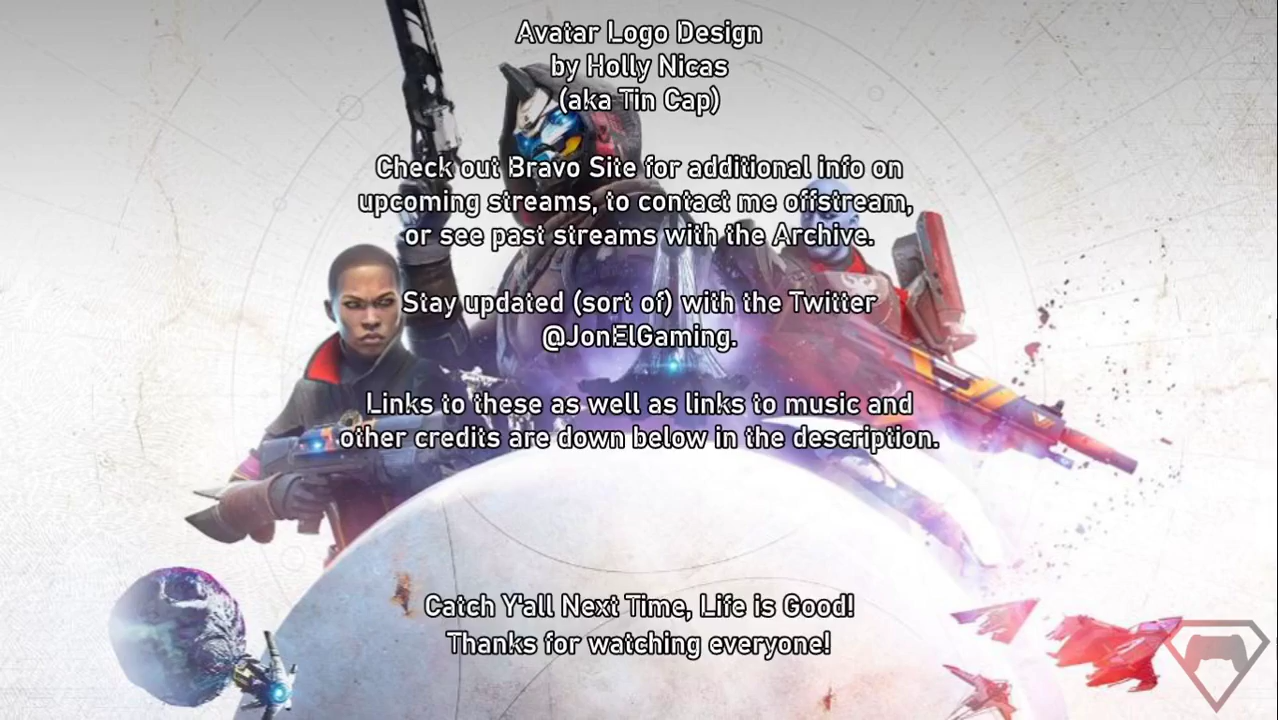 Avatar Logo Design
by Holly Nicas
(aka Tin Cap)
Check out Bravo Site for additional info on
upcoming streams, to contact me offstream,
or see past streams with the Archive.
Stay updated (sort of) with the Twitter
@JonElGaming.
Links to these as well as links to music and
other credits are down below in the description.
Catch Y'all Next Time, Life is Good!
Thanks for watching everyone!